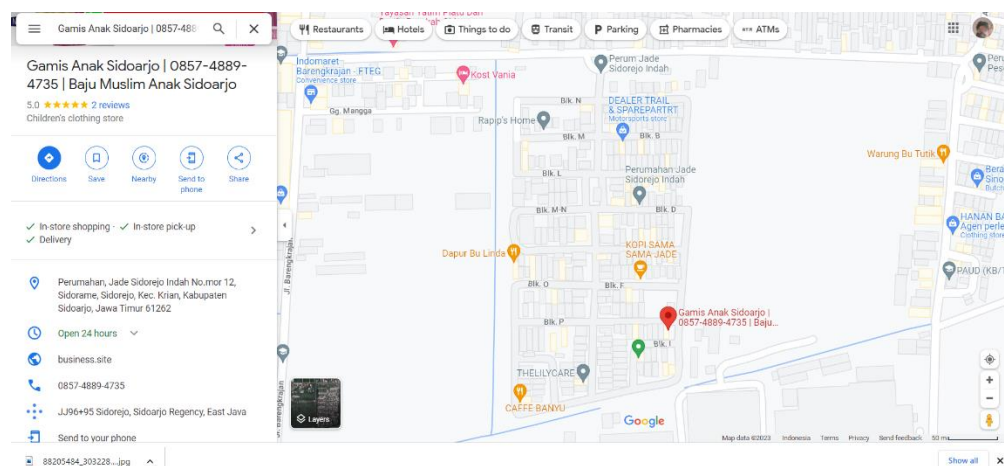 Gamis Anak Sidoarjo | 0857-488
Gamis Anak Sidoarjo | 0857-4889-
4735 | Baju Muslim Anak Sidoarjo
5.0 ★★★★★ 2 reviews
Children's clothing store
Directions
Save
Nearby
Send to
phone
Share
✓ In-store shopping · ✓ In-store pick-up
✓ Delivery
Perumahan, Jade Sidorejo Indah No.mor 12,
Sidorame, Sidorejo, Kec. Krian, Kabupaten
Sidoarjo, Jawa Timur 61262
Open 24 hours
business.site
0857-4889-4735
JJ96+95 Sidorejo, Sidoarjo Regency, East Java
Send to your phone
Restaurants
Hotels
Things to do
Transit
Parking
Pharmacies
ATMs
Indomaret
Barengkrajan - FTEG
Convenience store
Kost Vania
Perum Jade
Sidorejo Indah
Gg. Mangga
Blk. N
DEALER TRAIL
& SPAREPARTRT
Motorsports store
Rapip's Home
Blk. M
Blk. B
Warung Bu Tutik
Blk. L
Perumahan Jade
Sidorejo Indah
Blk. M-N
Blk. D
HANAN BA
Agen perle
Clothing store
KOPI SAMA
SAMA JADE
Dapur Bu Linda
PAUD (KB/T
Jl. Barengkrajan
Blk. O
Blk. F
Gamis Anak Sidoarjo |
0857-4889-4735 | Baju...
Blk. P
Blk. I
THELILYCARE
CAFFE BANYU
Layers
Google
Map data ©2023
Indonesia
Terms
Privacy
Send feedback
50 m
88205484_303228....jpg
Show all